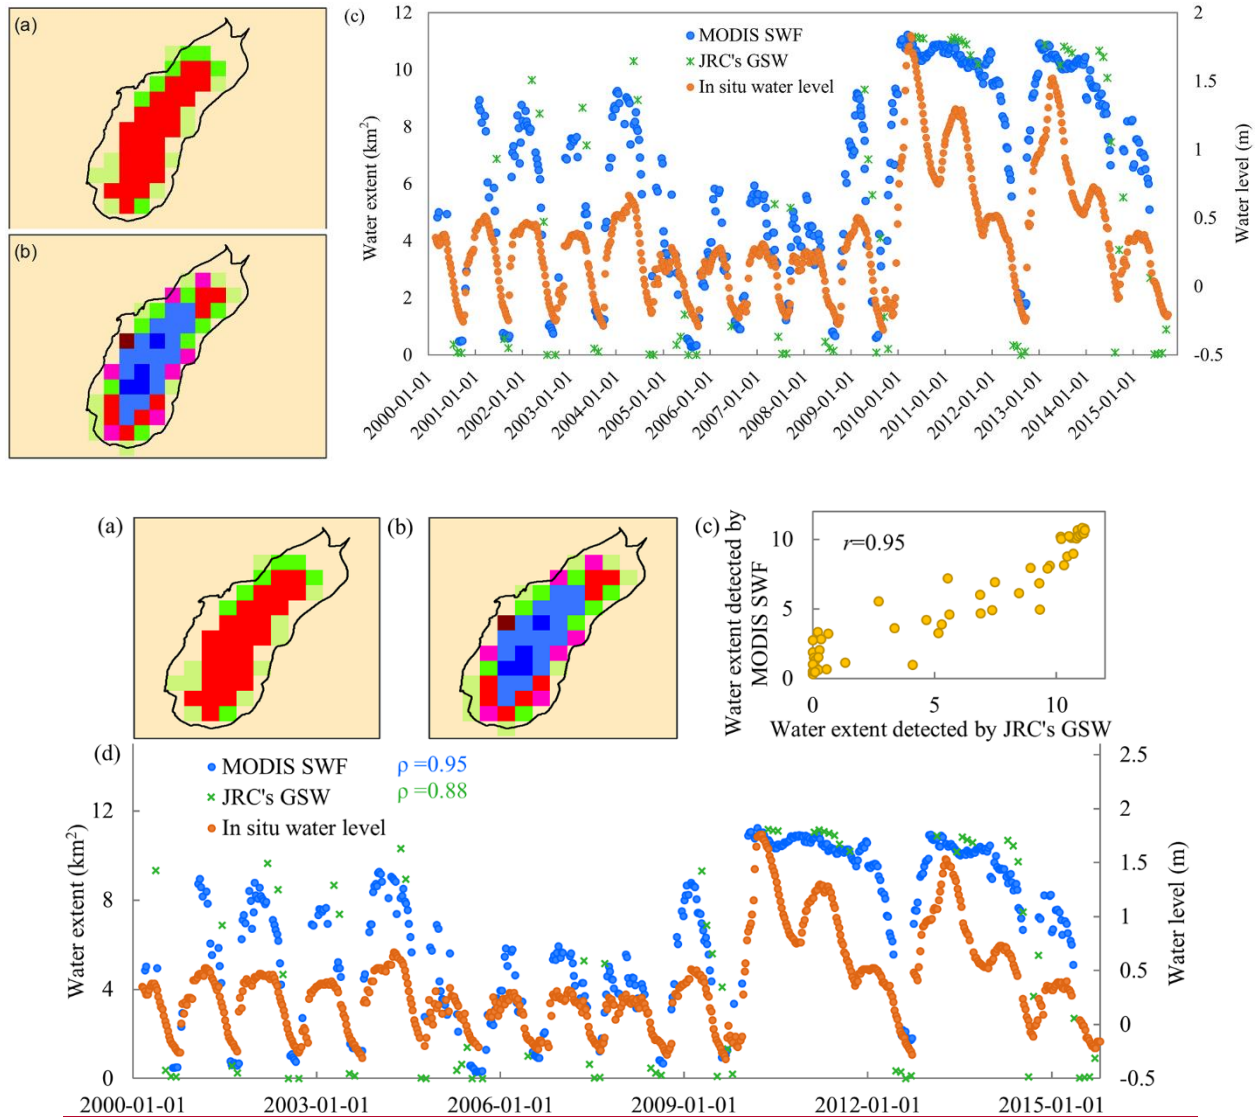 (a)
(b)
(c)
Water extent (km²)
12
10
8
6
4
2
0
MODIS SWF
JRC's GSW
In situ water level
2
1.5
1
0.5
0
-0.5
Water level (m)
2000-01-01
2001-01-01
2002-01-01
2003-01-01
2004-01-01
2005-01-01
2006-01-01
2007-01-01
2008-01-01
2009-01-01
2010-01-01
2011-01-01
2012-01-01
2013-01-01
2014-01-01
2015-01-01
(a)
(b)
(c)
Water extent detected by
MODIS SWF
10
5
0
r=0.95
0
5
10
Water extent detected by JRC's GSW
(d)
MODIS SWF
JRC's GSW
In situ water level
ρ =0.95
ρ =0.88
Water extent (km²)
12
8
4
0
2.5
2
1.5
1
0.5
0
-0.5
Water level (m)
2000-01-01
2003-01-01
2006-01-01
2009-01-01
2012-01-01
2015-01-01